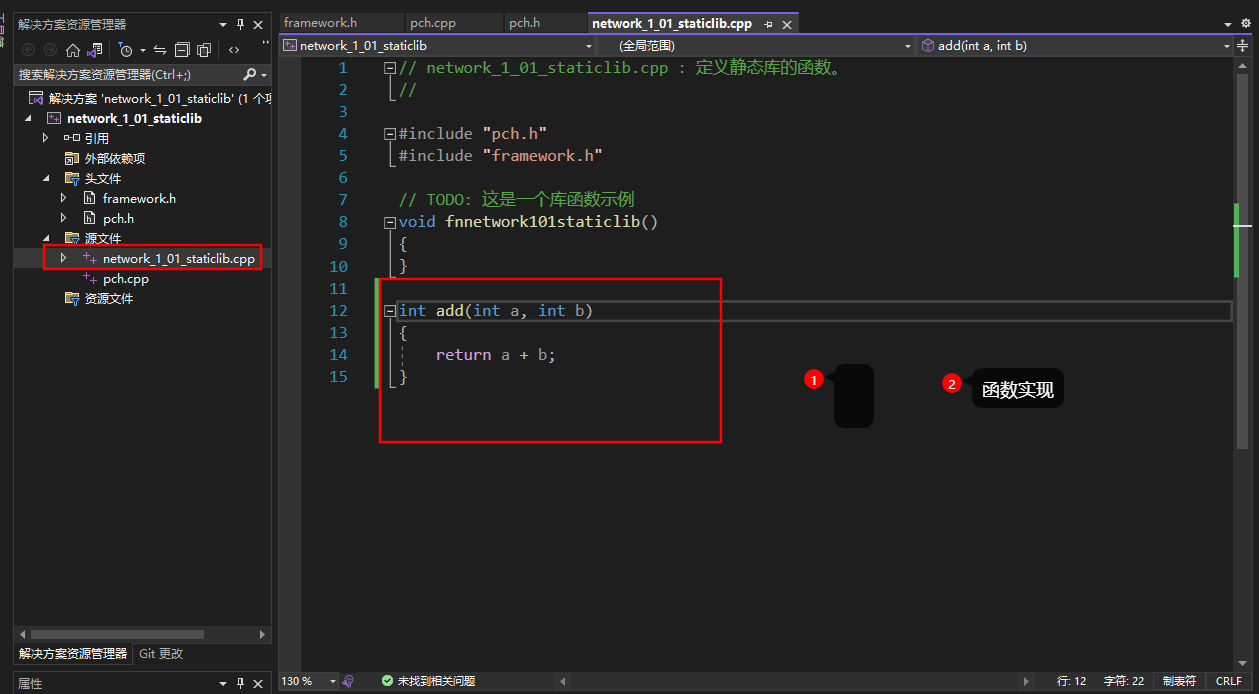 解决方案资源管理器
搜索解决方案资源管理器(Ctrl+;)
解决方案 'network_1_01_staticlib' (1 个项
network_1_01_staticlib
引用
外部依赖项
头文件
framework.h
pch.h
源文件
network_1_01_staticlib.cpp
pch.cpp
资源文件
解决方案资源管理器 Git 更改
属性
framework.h pch.cpp pch.h network_1_01_staticlib.cpp
network_1_01_staticlib (全局范围) add(int a, int b)
1 // network_1_01_staticlib.cpp : 定义静态库的函数。
2 //
3
4 #include "pch.h"
5 #include "framework.h"
6
7 // TODO: 这是一个库函数示例
8 void fnnetwork101staticlib()
9 {
10 }
11
12 int add(int a, int b)
13 {
14 return a + b;
15 }
1
2 函数实现
130 % 未找到相关问题 行: 12 字符: 22 制表符 CRLF